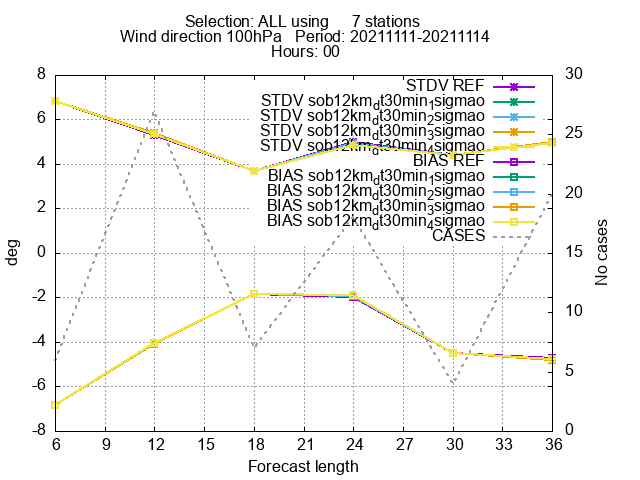 Selection: ALL using 7 stations
Wind direction 100hPa Period: 20211111-20211114
Hours: 00
8
6
4
2
0
-2
-4
-6
-8
deg
30
25
20
15
10
5
0
No cases
STDV REF
STDV sob12km_dt30min_1sigmao
STDV sob12km_dt30min_2sigmao
STDV sob12km_dt30min_3sigmao
STDV sob12km_dt30min_4sigmao
BIAS REF
BIAS sob12km_dt30min_1sigmao
BIAS sob12km_dt30min_2sigmao
BIAS sob12km_dt30min_3sigmao
BIAS sob12km_dt30min_4sigmao
CASES
6 9 12 15 18 21 24 27 30 33 36
Forecast length